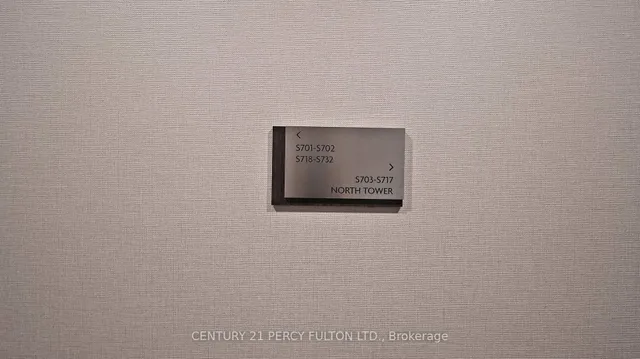 <
S701-S702
S718-S732
>
S703-S717
NORTH TOWER
CENTURY 21 PERCY FULTON LTD., Brokerage